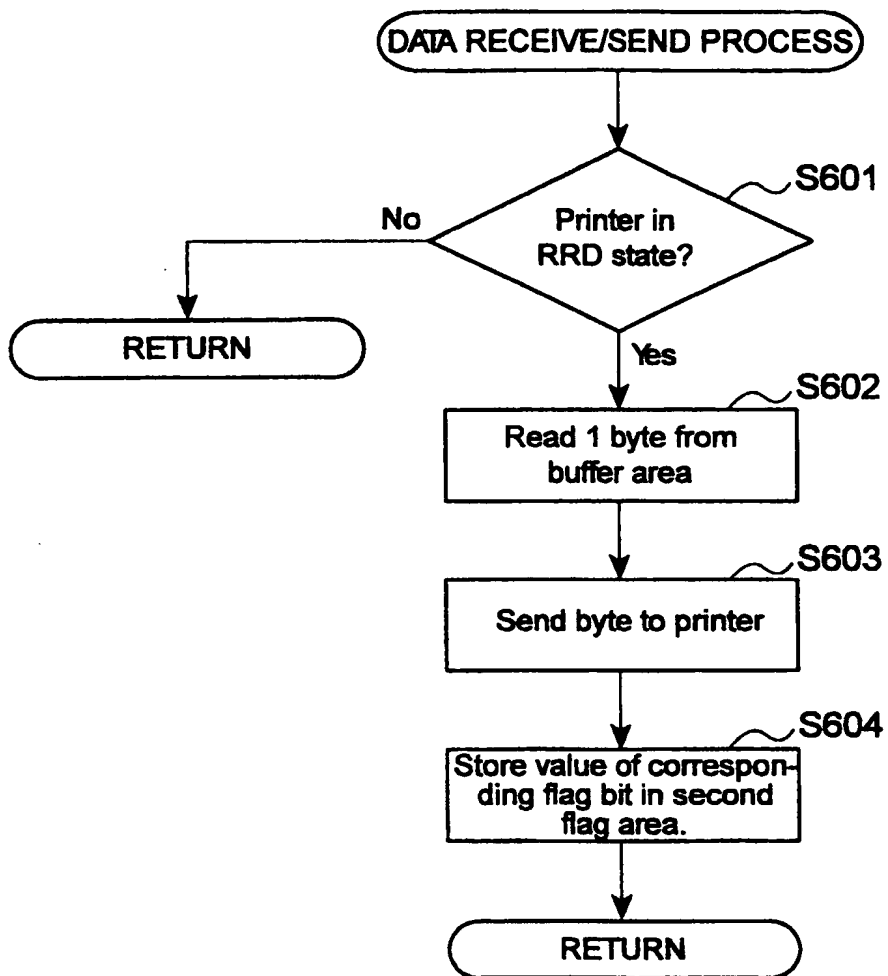 DATA RECEIVE/SEND PROCESS
S601
Printer in
RRD state?
No
RETURN
Yes
S602
Read 1 byte from
buffer area
S603
Send byte to printer
S604
Store value of correspon-
ding flag bit in second
flag area.
RETURN